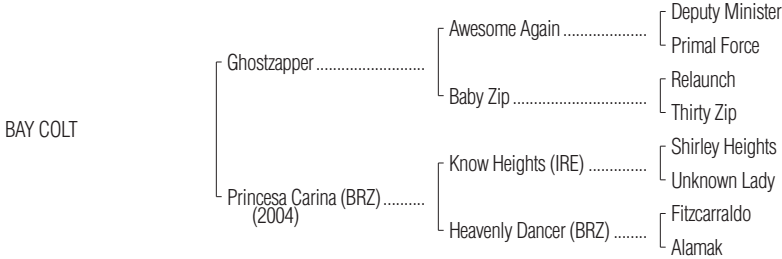 Deputy Minister
Awesome Again ....................
Primal Force
Ghostzapper ..........................
Relaunch
Baby Zip ................................
Thirty Zip
BAY COLT
Shirley Heights
Know Heights (IRE) ..............
Unknown Lady
Princesa Carina (BRZ) ..........
(2004)
Fitzcarraldo
Heavenly Dancer (BRZ) ........
Alamak